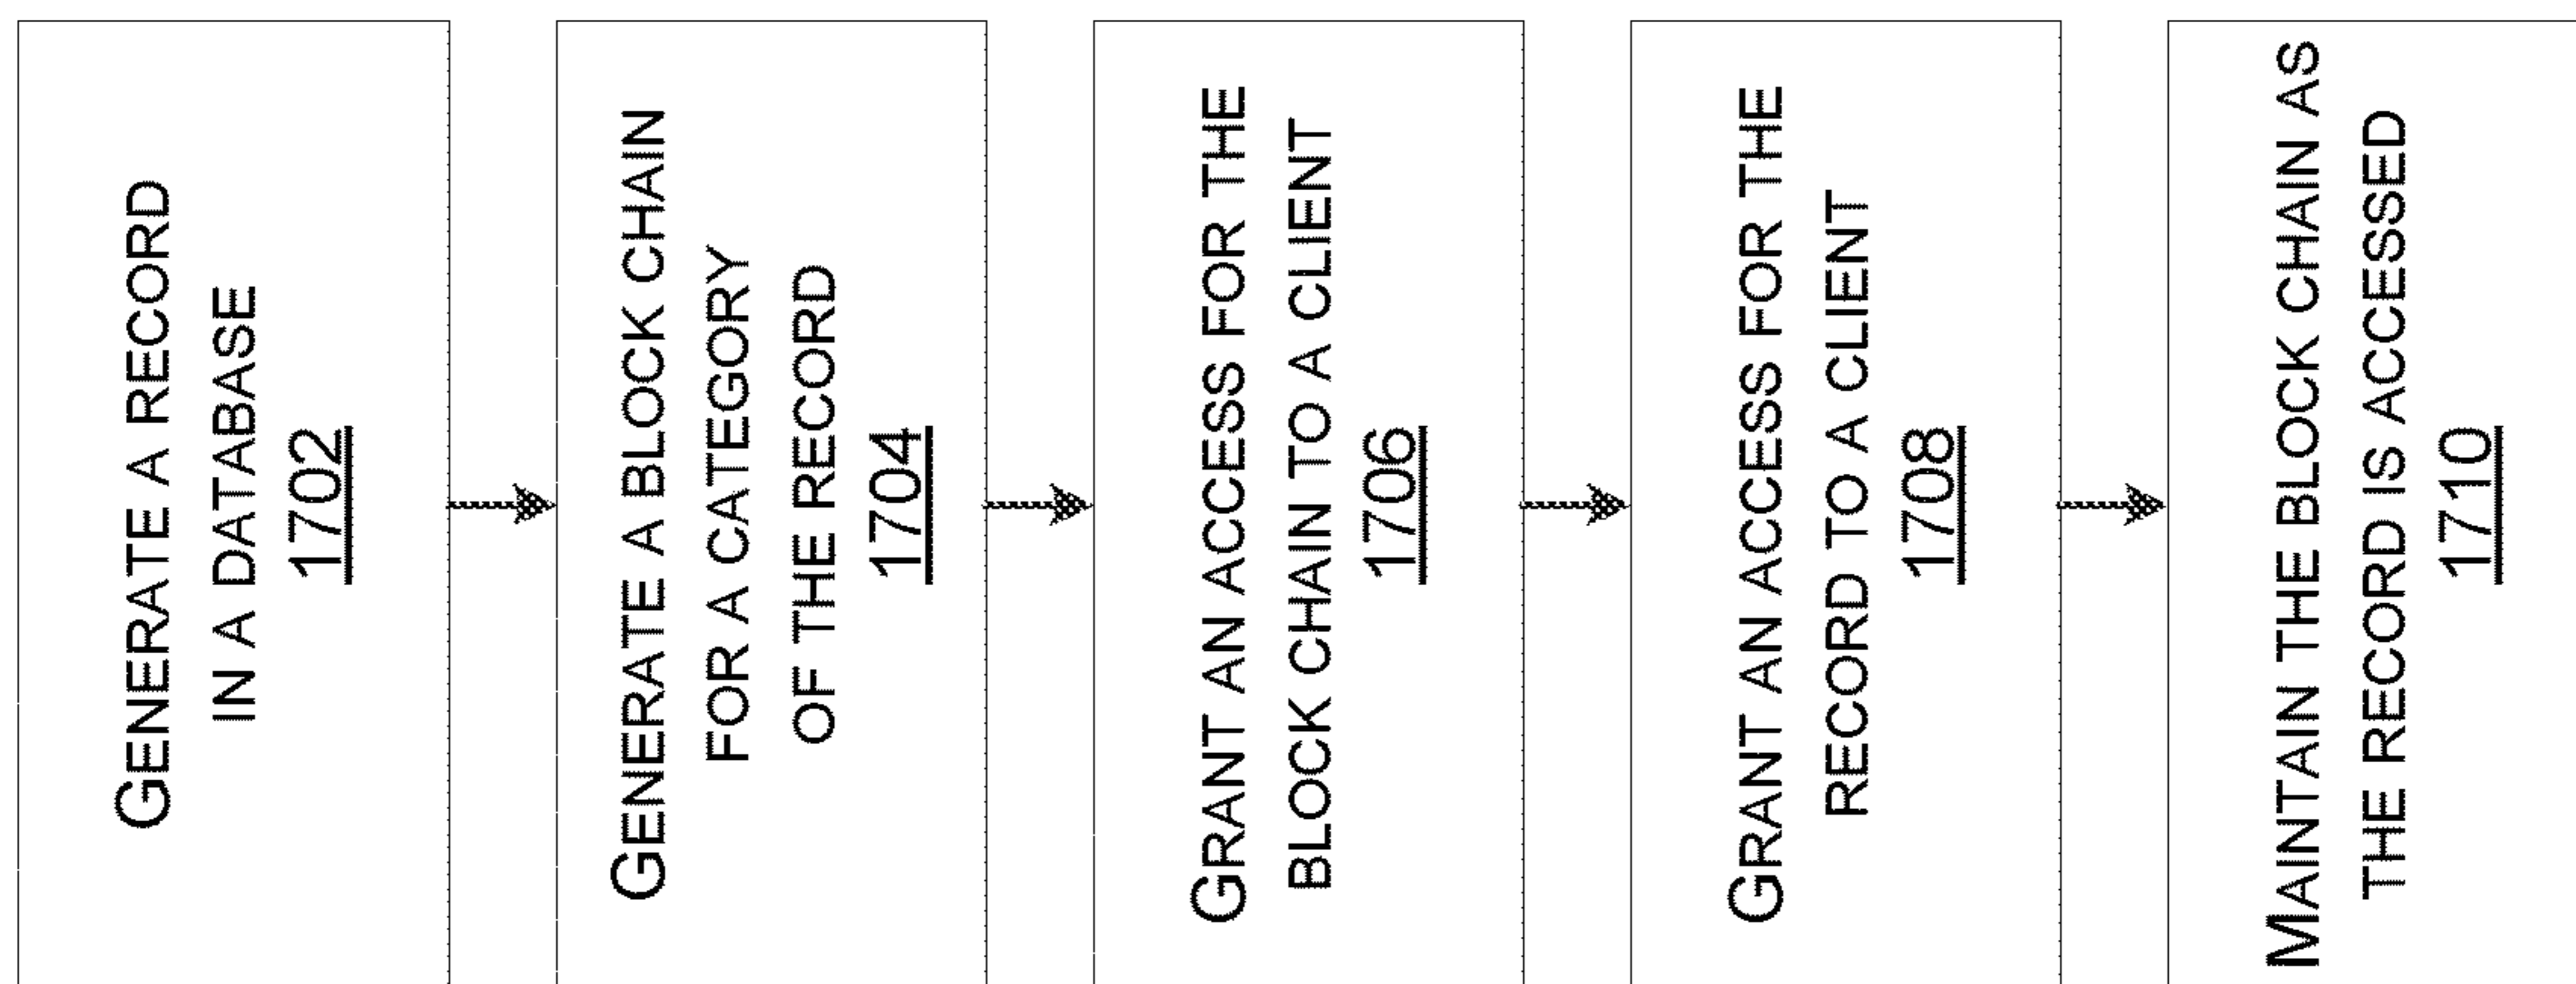 GENERATE A RECORD
IN A DATABASE
1702
GENERATE A BLOCK CHAIN
FOR A CATEGORY
OF THE RECORD
1704
GRANT AN ACCESS FOR THE
BLOCK CHAIN TO A CLIENT
1706
GRANT AN ACCESS FOR THE
RECORD TO A CLIENT
1708
MAINTAIN THE BLOCK CHAIN AS
THE RECORD IS ACCESSED
1710